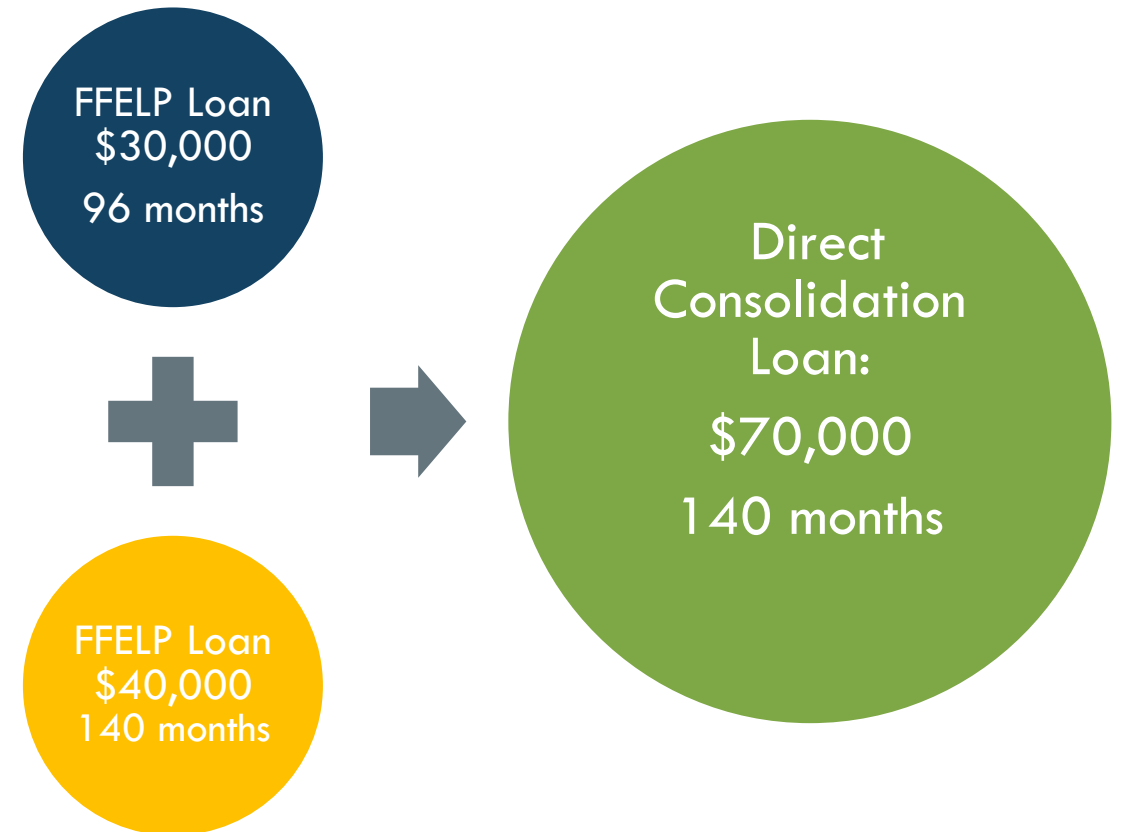 FFELP Loan
$30,000
96 months
FFELP Loan
$40,000
140 months
Direct
Consolidation
Loan:
$70,000
140 months